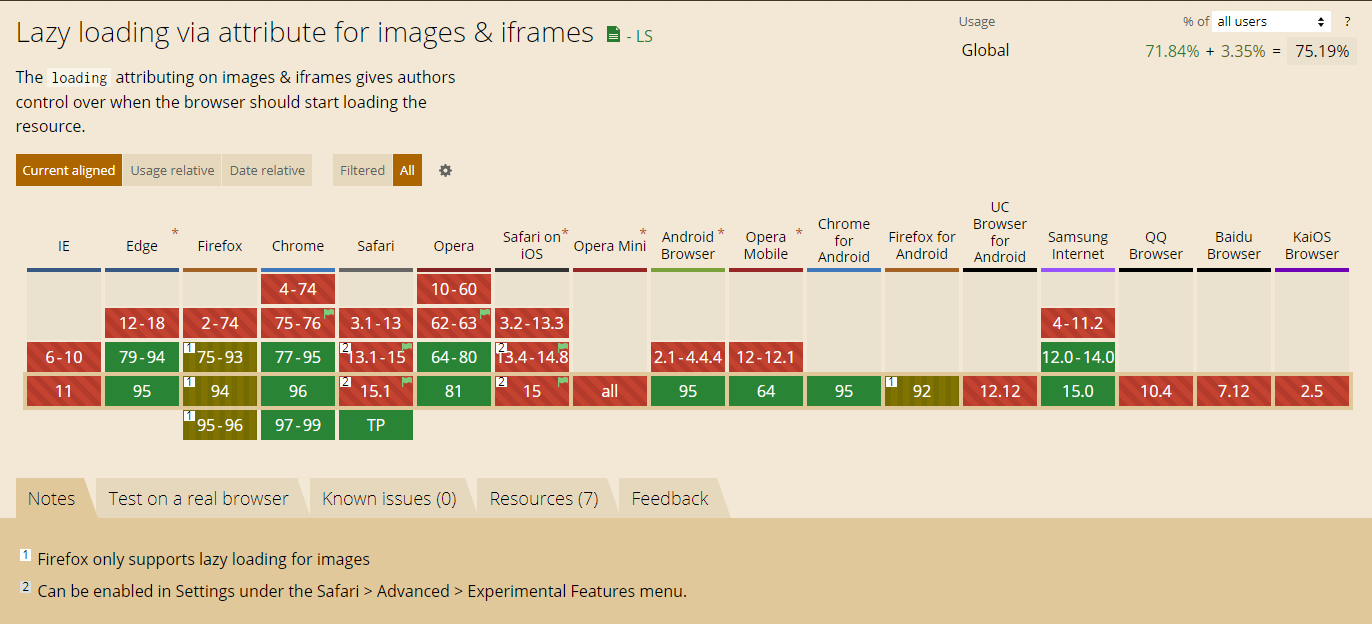 Lazy loading via attribute for images & iframes - LS
Usage % of all users ?
Global 71.84% + 3.35% = 75.19%
The loading attributing on images & iframes gives authors
control over when the browser should start loading the
resource.
Current aligned Usage relative Date relative Filtered All
IE Edge * Firefox Chrome Safari Opera Safari on iOS * Opera Mini * Android Browser * Opera Mobile * Chrome for Android Firefox for Android UC Browser for Android Samsung Internet QQ Browser Baidu Browser KaiOS Browser
4-74 10-60
12-18 2-74 75-76 3.1-13 62-63 3.2-13.3 4-11.2
6-10 79-94 1 75-93 77-95 2 13.1-15 64-80 2 13.4-14.8 2.1-4.4.4 12-12.1 12.0-14.0
11 95 1 94 96 2 15.1 81 2 15 all 95 64 95 1 92 12.12 15.0 10.4 7.12 2.5
1 95-96 97-99 TP
Notes Test on a real browser Known issues (0) Resources (7) Feedback
1 Firefox only supports lazy loading for images
2 Can be enabled in Settings under the Safari > Advanced > Experimental Features menu.